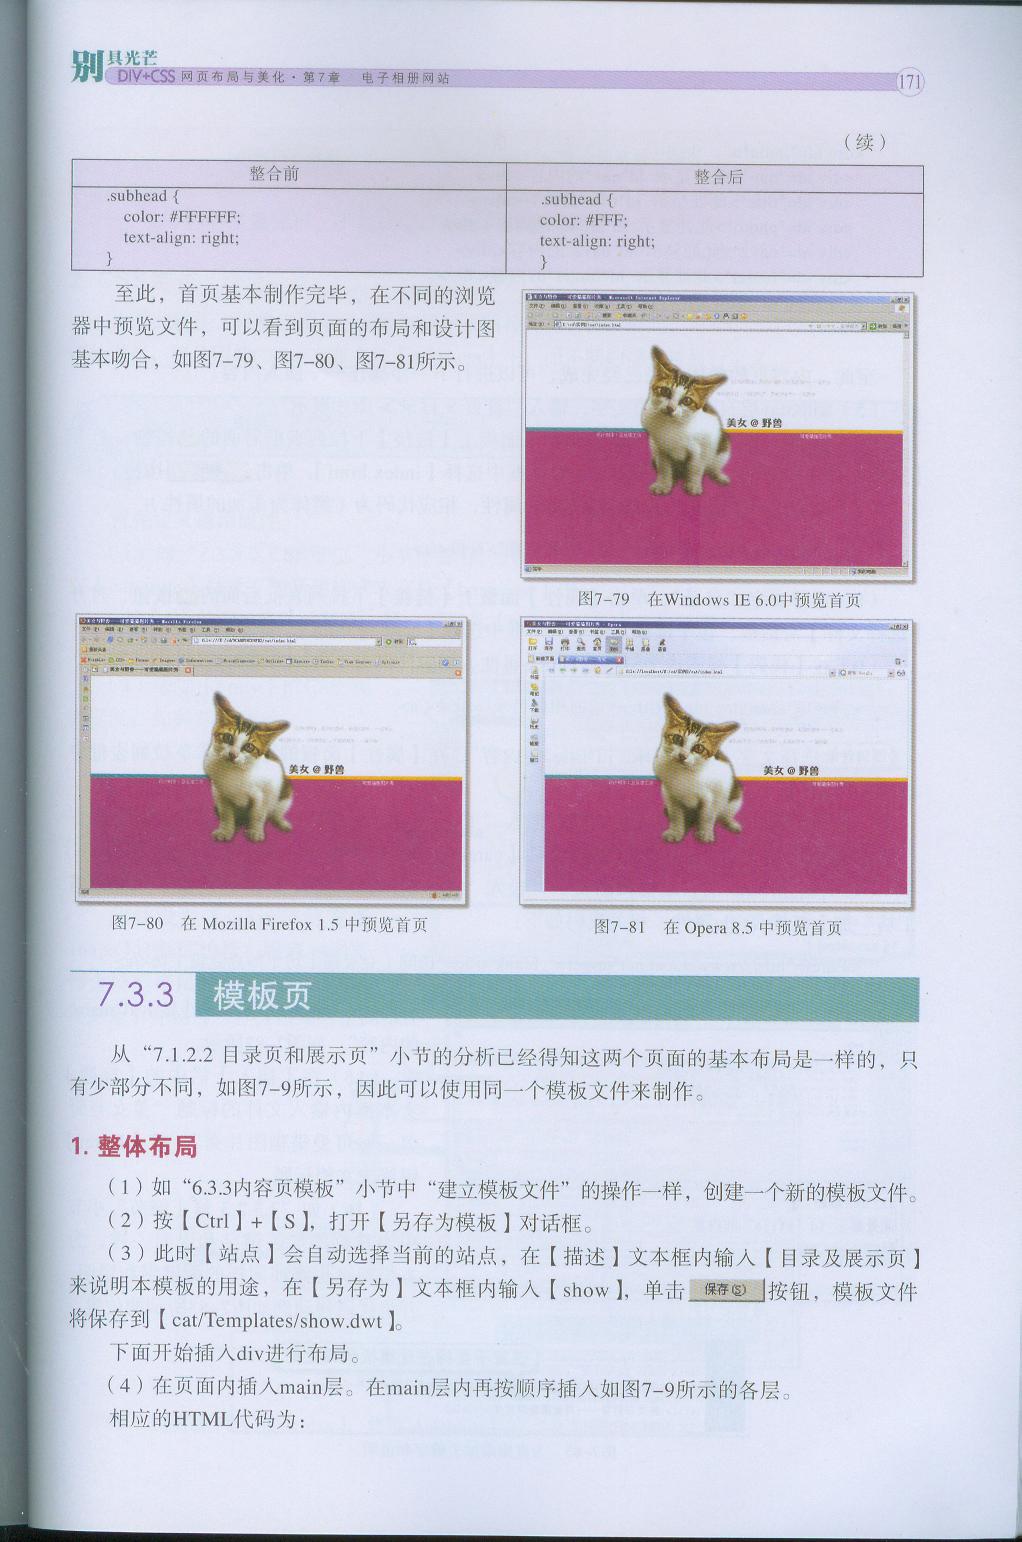 别具光芒
DIV+CSS 网页布局与美化·第7章 电子相册网站
171
（续）
整合前
整合后
.subhead {
color: #FFFFFF;
text-align: right;
}
.subhead {
color: #FFF;
text-align: right;
}
至此，首页基本制作完毕，在不同的浏览
器中预览文件，可以看到页面的布局和设计图
基本吻合，如图7-79、图7-80、图7-81所示。
美女 @ 野兽
图7-79 在Windows IE 6.0中预览首页
美女 @ 野兽
图7-80 在 Mozilla Firefox 1.5 中预览首页
美女 @ 野兽
图7-81 在 Opera 8.5 中预览首页
7.3.3 模板页
从“7.1.2.2 目录页和展示页”小节的分析已经得知这两个页面的基本布局是一样的，只
有少部分不同，如图7-9所示，因此可以使用同一个模板文件来制作。
1. 整体布局
（1）如“6.3.3内容页模板”小节中“建立模板文件”的操作一样，创建一个新的模板文件。
（2）按【Ctrl】+【S】，打开【另存为模板】对话框。
（3）此时【站点】会自动选择当前的站点，在【描述】文本框内输入【目录及展示页】
来说明本模板的用途，在【另存为】文本框内输入【show】，单击 保存(S) 按钮，模板文件
将保存到【cat/Templates/show.dwt】。
下面开始插入div进行布局。
（4）在页面内插入main层。在main层内再按顺序插入如图7-9所示的各层。
相应的HTML代码为：